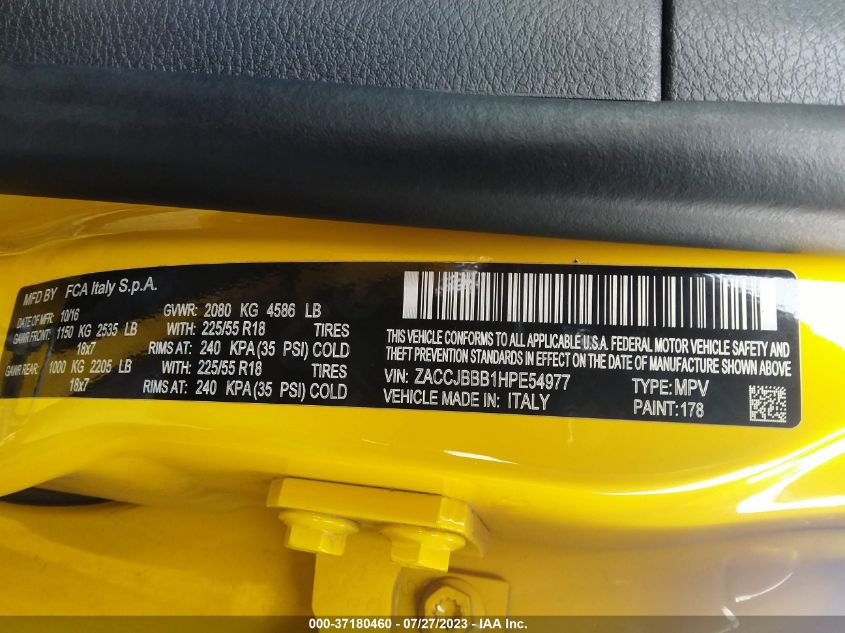 MFD BY FCA Italy S.p.A.
DATE OF MFR: 10/16 GVWR: 2080 KG 4586 LB
GAWR FRONT: 1150 KG 2535 LB WITH: 225/55 R18 TIRES
18x7 RIMS AT: 240 KPA (35 PSI) COLD
GAWR REAR: 1000 KG 2205 LB WITH: 225/55 R18 TIRES
18x7 RIMS AT: 240 KPA (35 PSI) COLD
THIS VEHICLE CONFORMS TO ALL APPLICABLE U.S.A. FEDERAL MOTOR VEHICLE SAFETY AND
THEFT PREVENTION STANDARDS IN EFFECT ON THE DATE OF MANUFACTURE SHOWN ABOVE
VIN: ZACCJBBB1HPE54977 TYPE: MPV
VEHICLE MADE IN: ITALY PAINT: 178
000-37180460 - 07/27/2023 - IAA Inc.